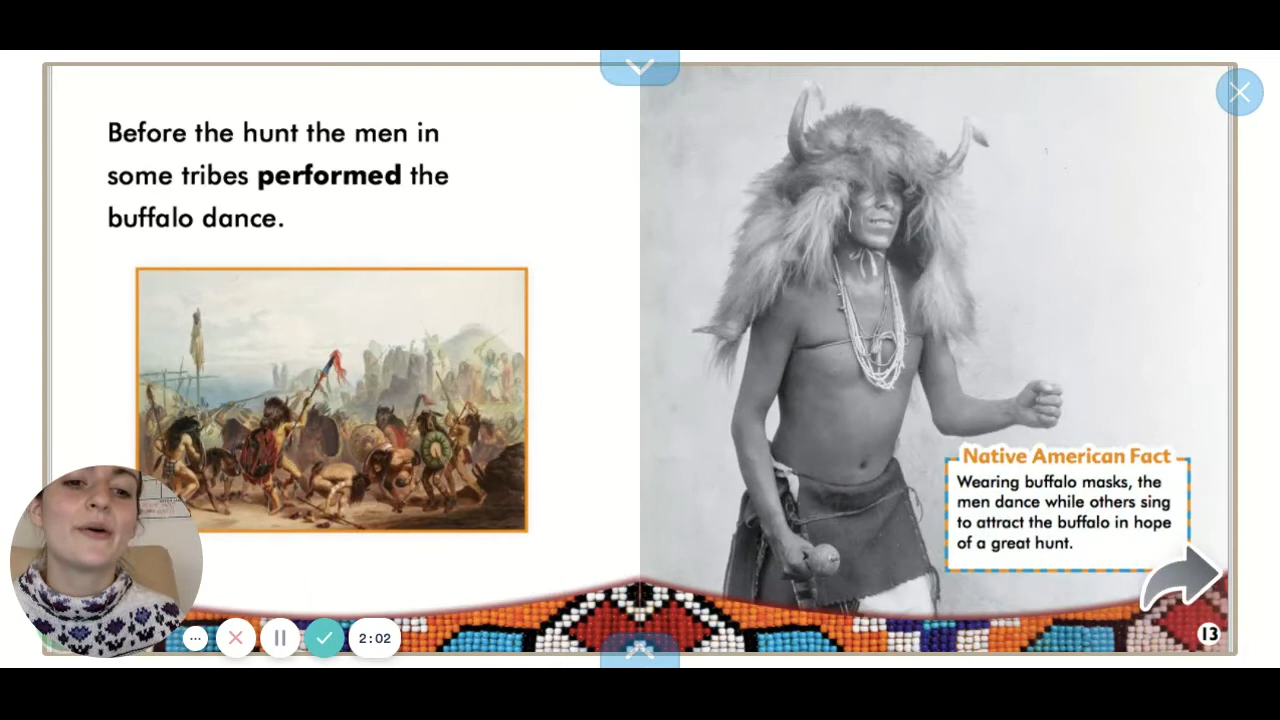 Before the hunt the men in
some tribes performed the
buffalo dance.
Native American Fact
Wearing buffalo masks, the
men dance while others sing
to attract the buffalo in hope
of a great hunt.
2:02
13